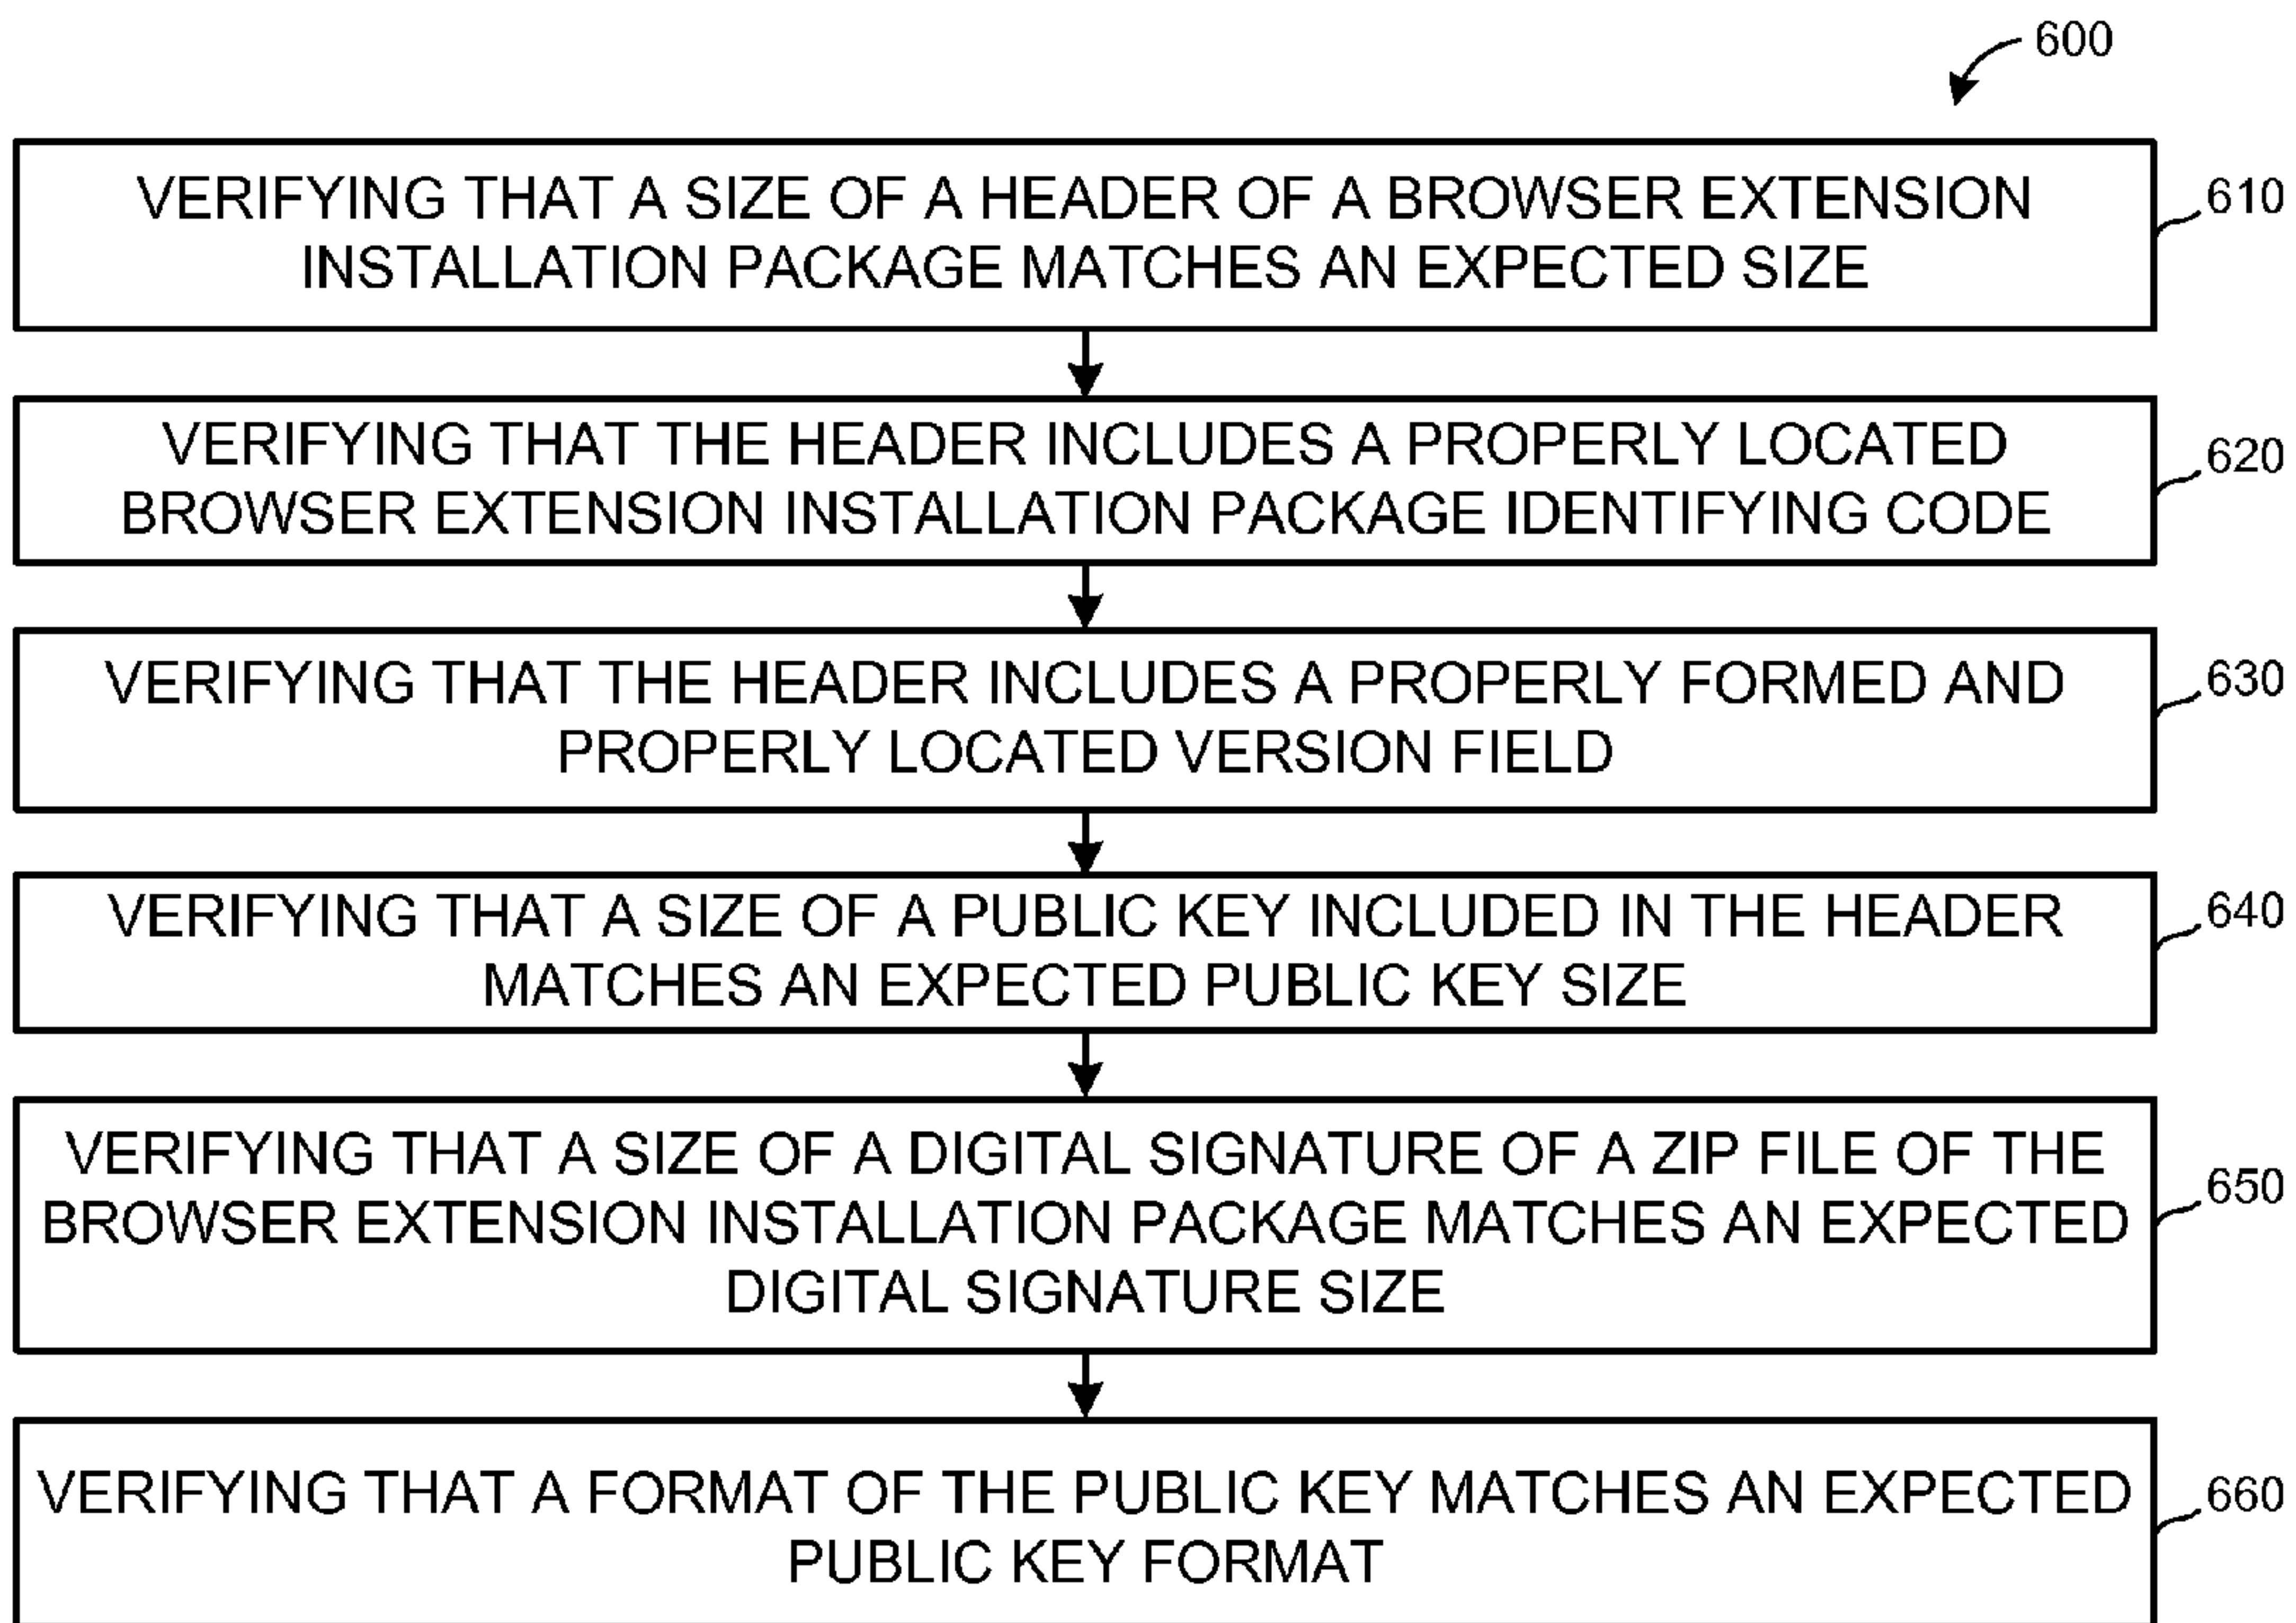 600
VERIFYING THAT A SIZE OF A HEADER OF A BROWSER EXTENSION
INSTALLATION PACKAGE MATCHES AN EXPECTED SIZE
610
VERIFYING THAT THE HEADER INCLUDES A PROPERLY LOCATED
BROWSER EXTENSION INSTALLATION PACKAGE IDENTIFYING CODE
620
VERIFYING THAT THE HEADER INCLUDES A PROPERLY FORMED AND
PROPERLY LOCATED VERSION FIELD
630
VERIFYING THAT A SIZE OF A PUBLIC KEY INCLUDED IN THE HEADER
MATCHES AN EXPECTED PUBLIC KEY SIZE
640
VERIFYING THAT A SIZE OF A DIGITAL SIGNATURE OF A ZIP FILE OF THE
BROWSER EXTENSION INSTALLATION PACKAGE MATCHES AN EXPECTED
DIGITAL SIGNATURE SIZE
650
VERIFYING THAT A FORMAT OF THE PUBLIC KEY MATCHES AN EXPECTED
PUBLIC KEY FORMAT
660